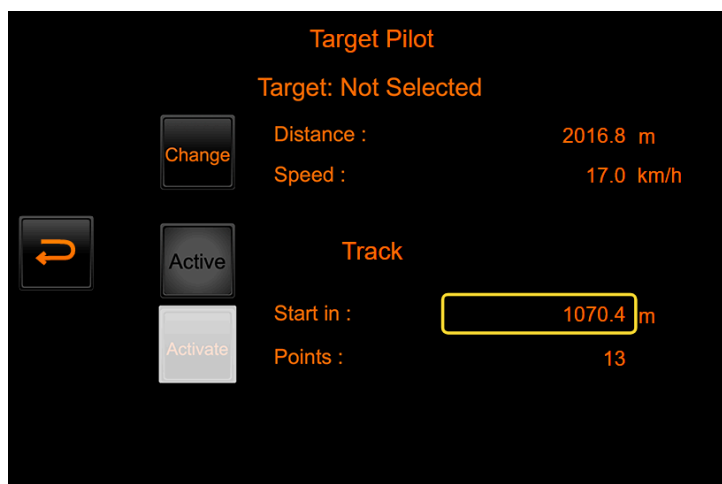 Target Pilot
Target: Not Selected
Change
Distance : 2016.8 m
Speed : 17.0 km/h
Active
Track
Activate
Start in : 1070.4 m
Points : 13